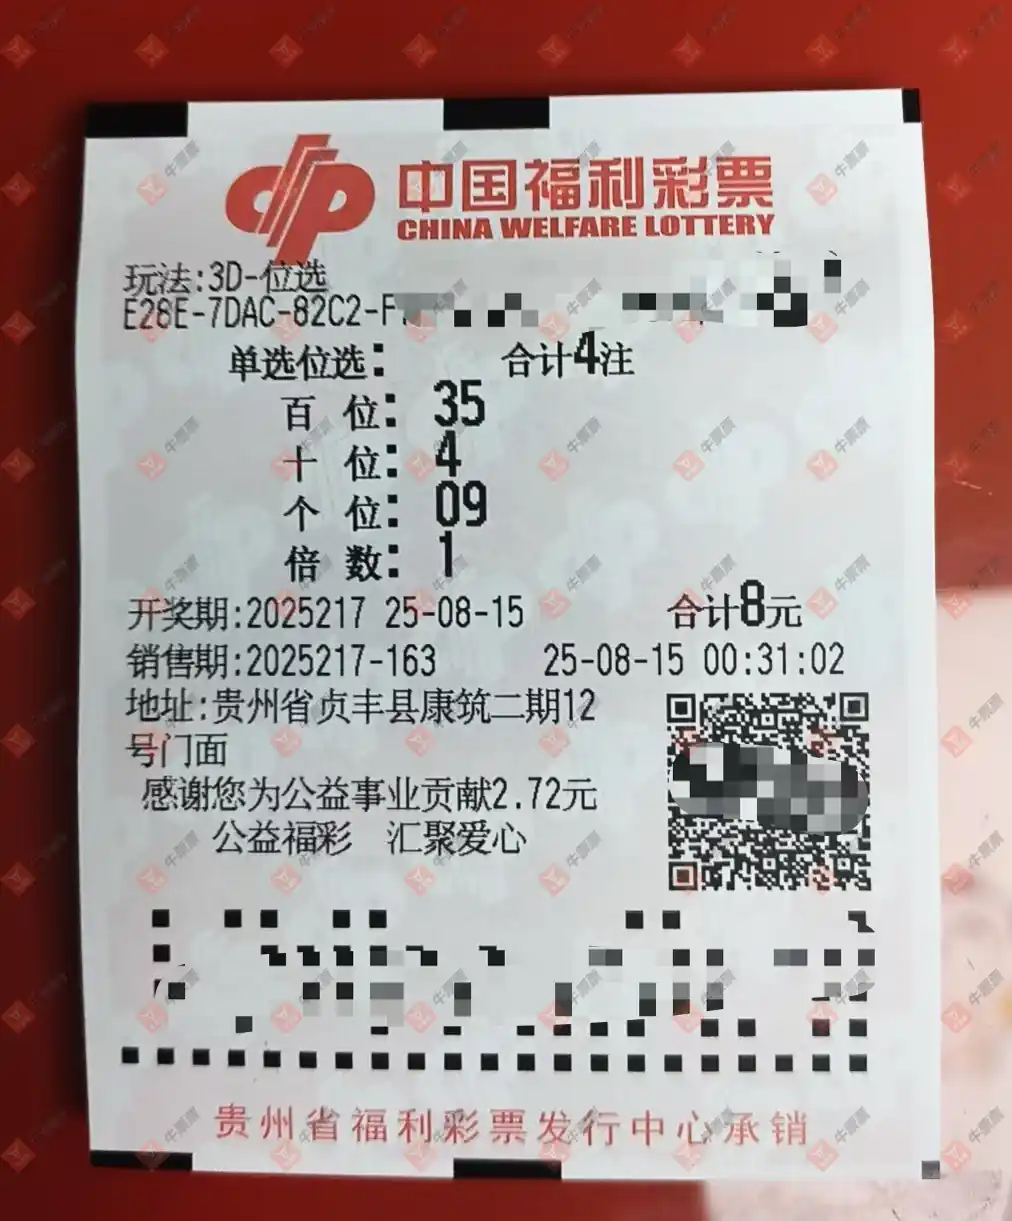 中国福利彩票
CHINA WELFARE LOTTERY
玩法:3D-位选
E28E-7DAC-82C2-F
单选位选: 合计4注
百 位: 35
十 位: 4
个 位: 09
倍 数: 1
开奖期:2025217 25-08-15 合计8元
销售期:2025217-163 25-08-15 00:31:02
地址:贵州省贞丰县康筑二期12
号门面
感谢您为公益事业贡献2.72元
公益福彩 汇聚爱心
贵州省福利彩票发行中心承销
牛票票